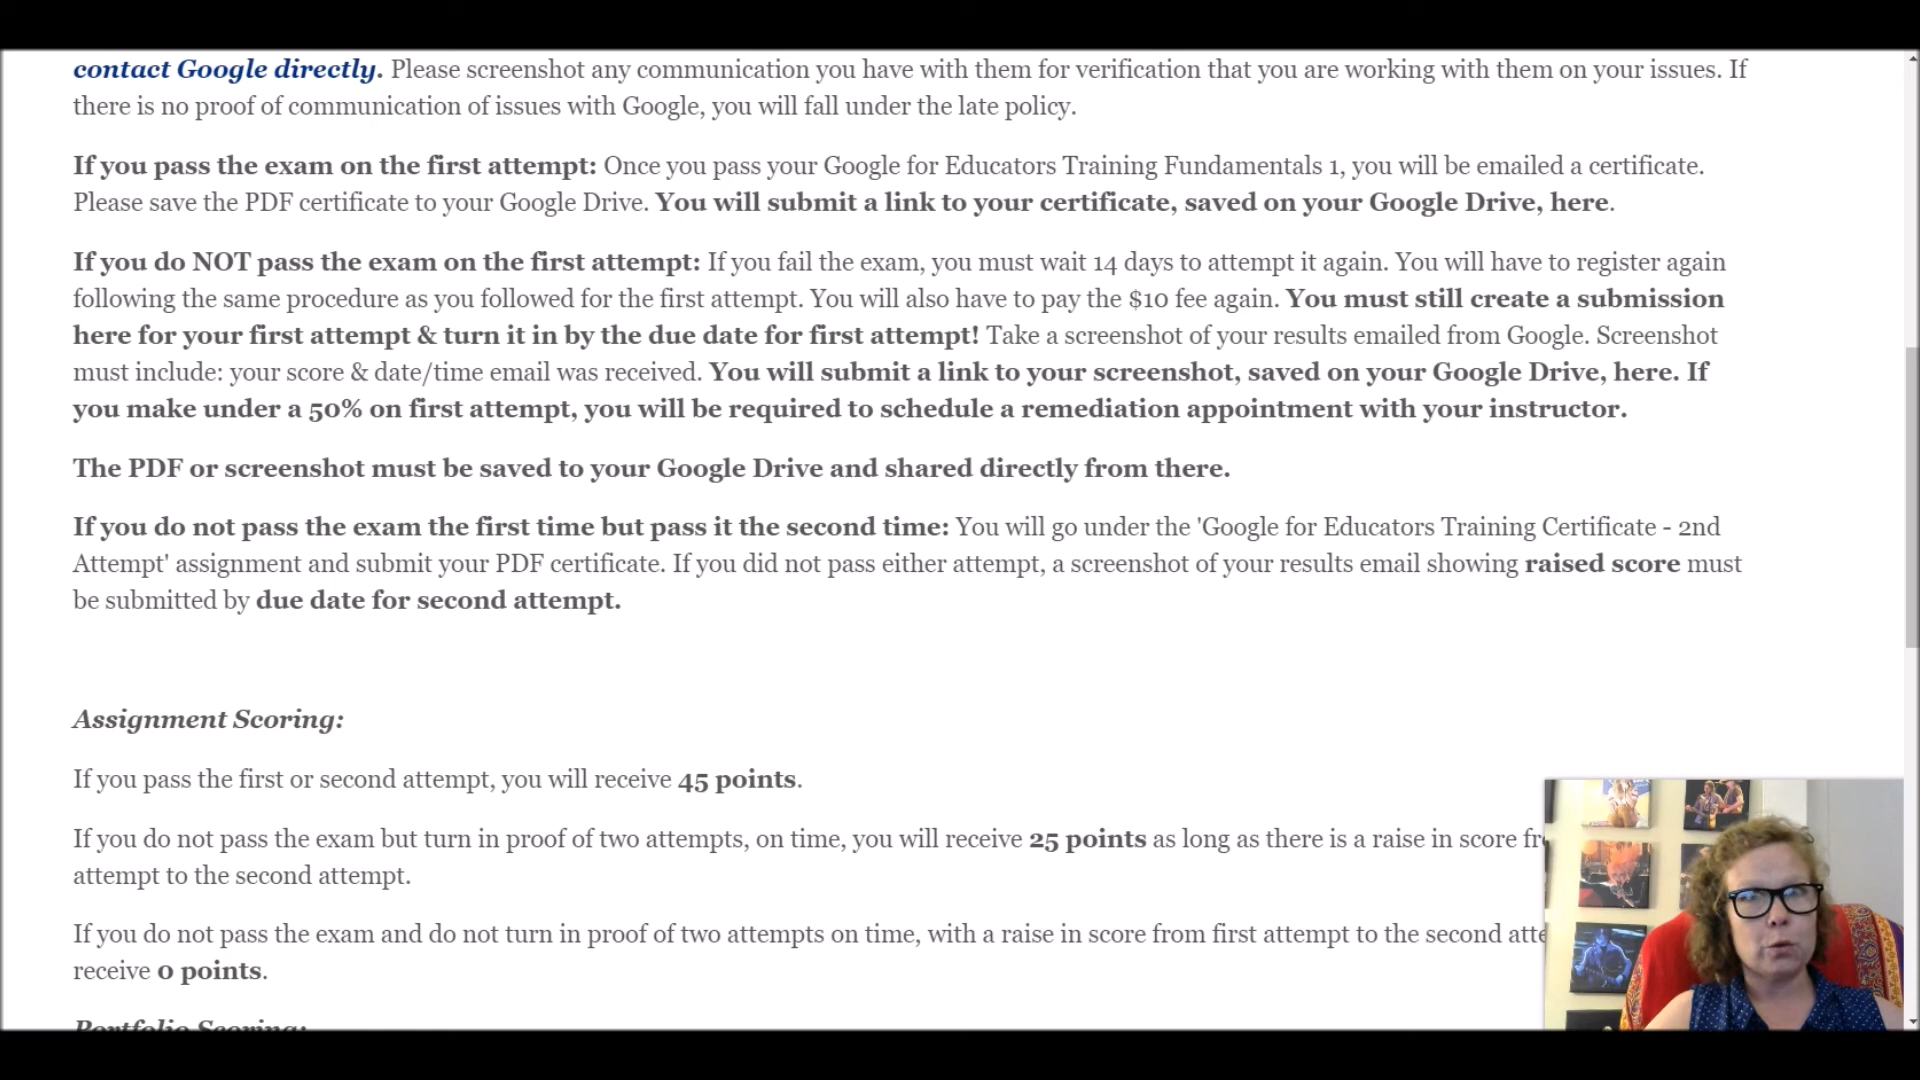 contact Google directly. Please screenshot any communication you have with them for verification that you are working with them on your issues. If
there is no proof of communication of issues with Google, you will fall under the late policy.
If you pass the exam on the first attempt: Once you pass your Google for Educators Training Fundamentals 1, you will be emailed a certificate.
Please save the PDF certificate to your Google Drive. You will submit a link to your certificate, saved on your Google Drive, here.
If you do NOT pass the exam on the first attempt: If you fail the exam, you must wait 14 days to attempt it again. You will have to register again
following the same procedure as you followed for the first attempt. You will also have to pay the $10 fee again. You must still create a submission
here for your first attempt & turn it in by the due date for first attempt! Take a screenshot of your results emailed from Google. Screenshot
must include: your score & date/time email was received. You will submit a link to your screenshot, saved on your Google Drive, here. If
you make under a 50% on first attempt, you will be required to schedule a remediation appointment with your instructor.
The PDF or screenshot must be saved to your Google Drive and shared directly from there.
If you do not pass the exam the first time but pass it the second time: You will go under the 'Google for Educators Training Certificate - 2nd
Attempt' assignment and submit your PDF certificate. If you did not pass either attempt, a screenshot of your results email showing raised score must
be submitted by due date for second attempt.
Assignment Scoring:
If you pass the first or second attempt, you will receive 45 points.
If you do not pass the exam but turn in proof of two attempts, on time, you will receive 25 points as long as there is a raise in score
attempt to the second attempt.
If you do not pass the exam and do not turn in proof of two attempts on time, with a raise in score from first attempt to the second
receive 0 points.
Portfolio Scoring: